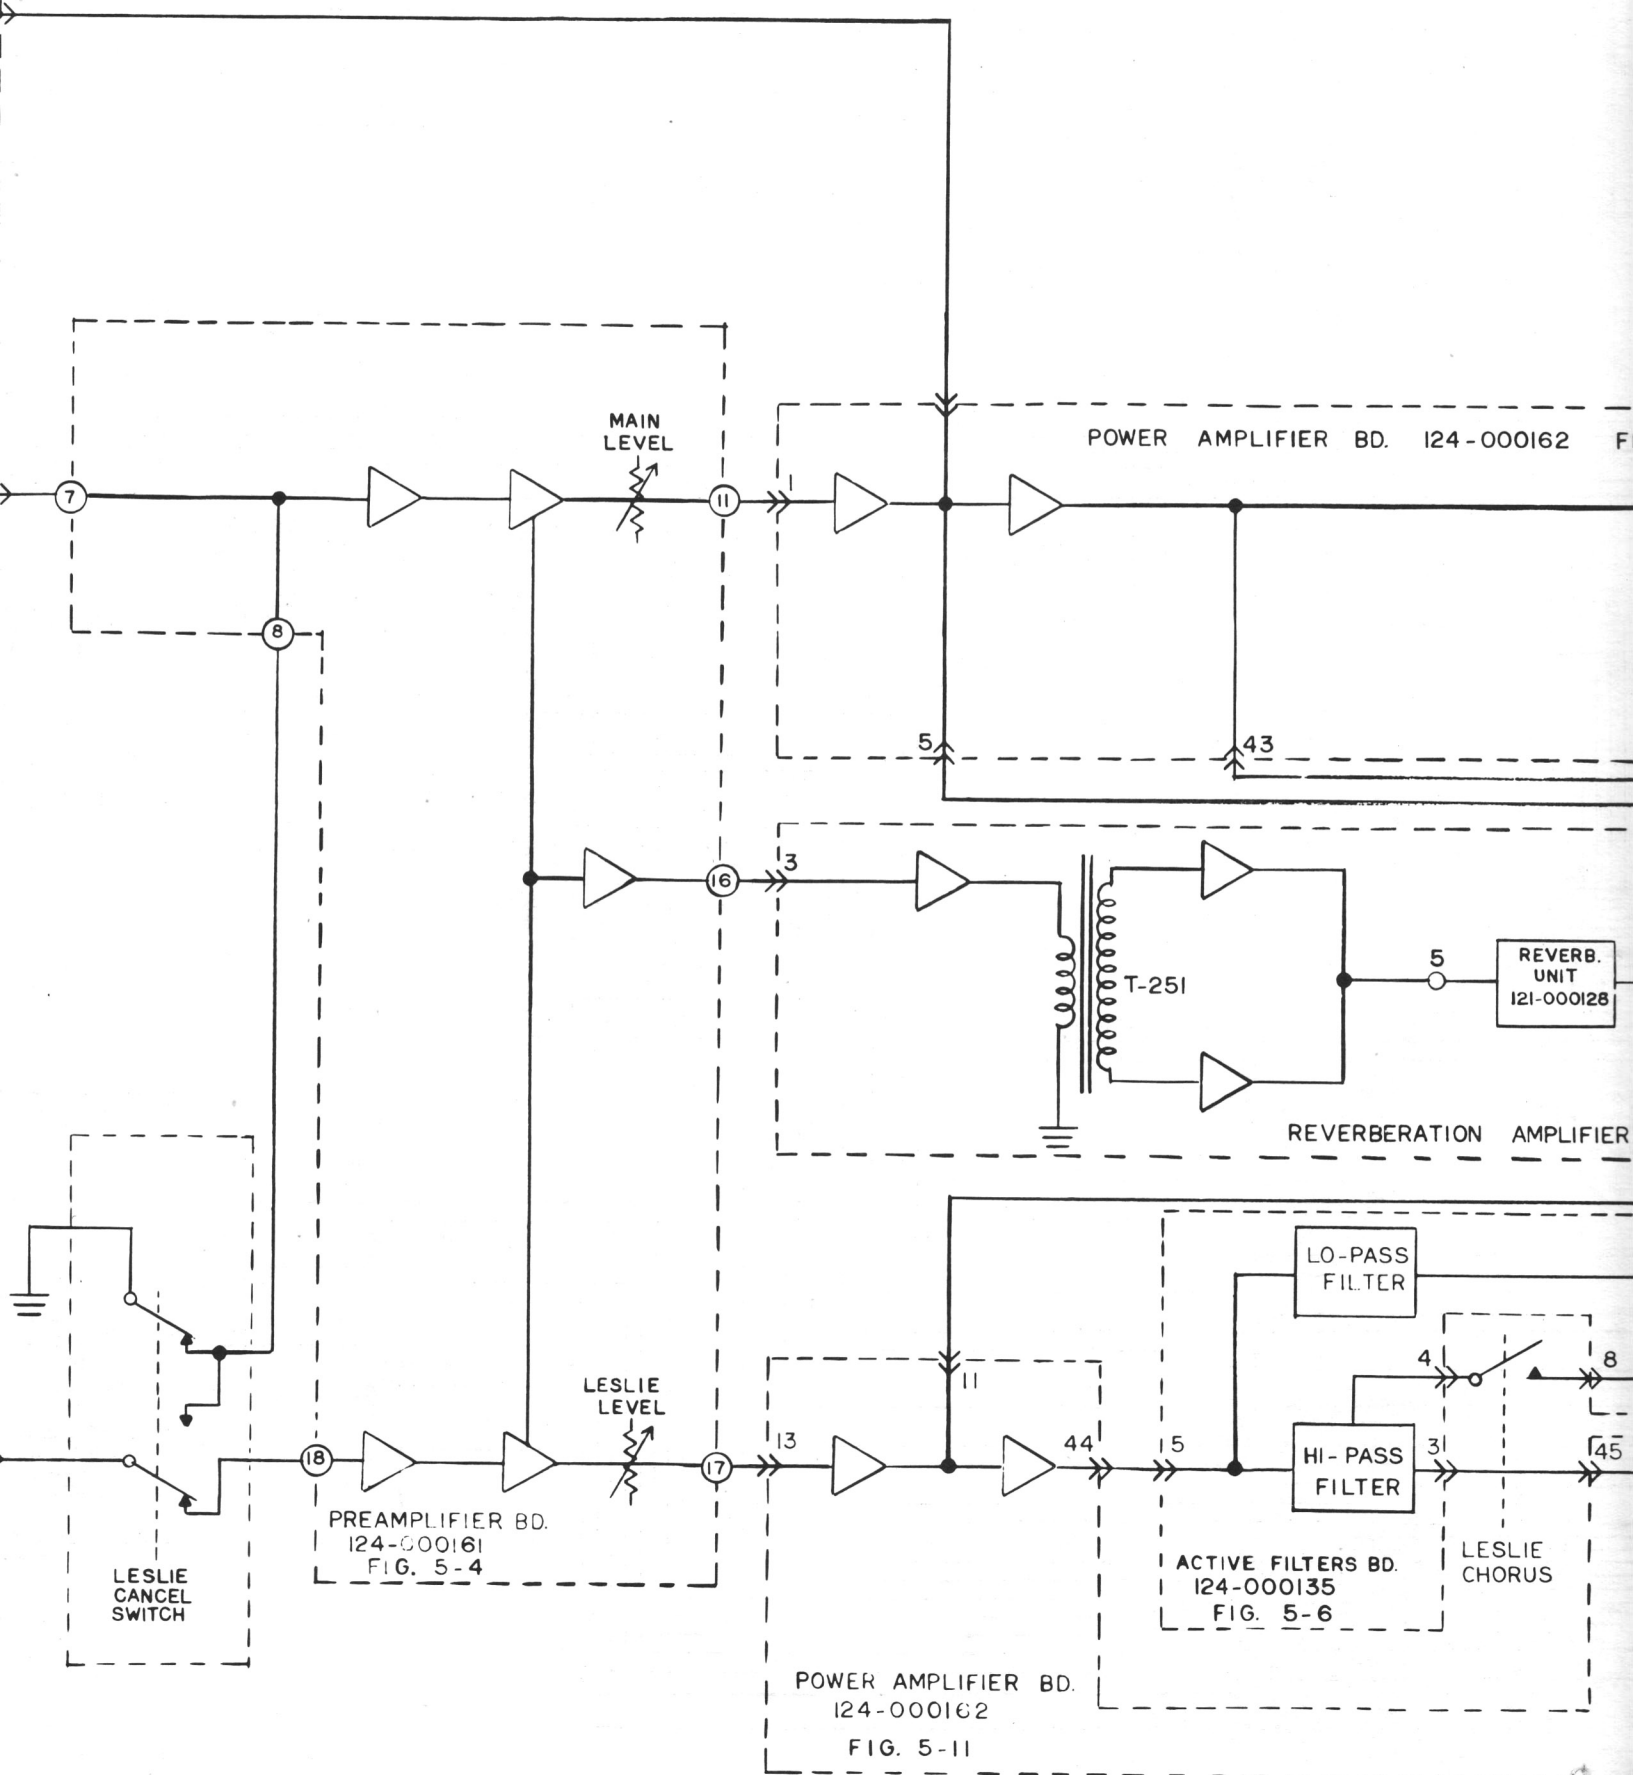 MAIN
LEVEL
POWER AMPLIFIER BD. 124-000162 F
7
11
1
8
5
43
16
3
T-251
5
REVERB.
UNIT
121-000128
REVERBERATION AMPLIFIER
LO-PASS
FILTER
LESLIE
LEVEL
11
4
8
18
17
13
44
5
HI-PASS
FILTER
3
45
PREAMPLIFIER BD.
124-000161
FIG. 5-4
LESLIE
CANCEL
SWITCH
ACTIVE FILTERS BD.
124-000135
FIG. 5-6
LESLIE
CHORUS
POWER AMPLIFIER BD.
124-000162
FIG. 5-11